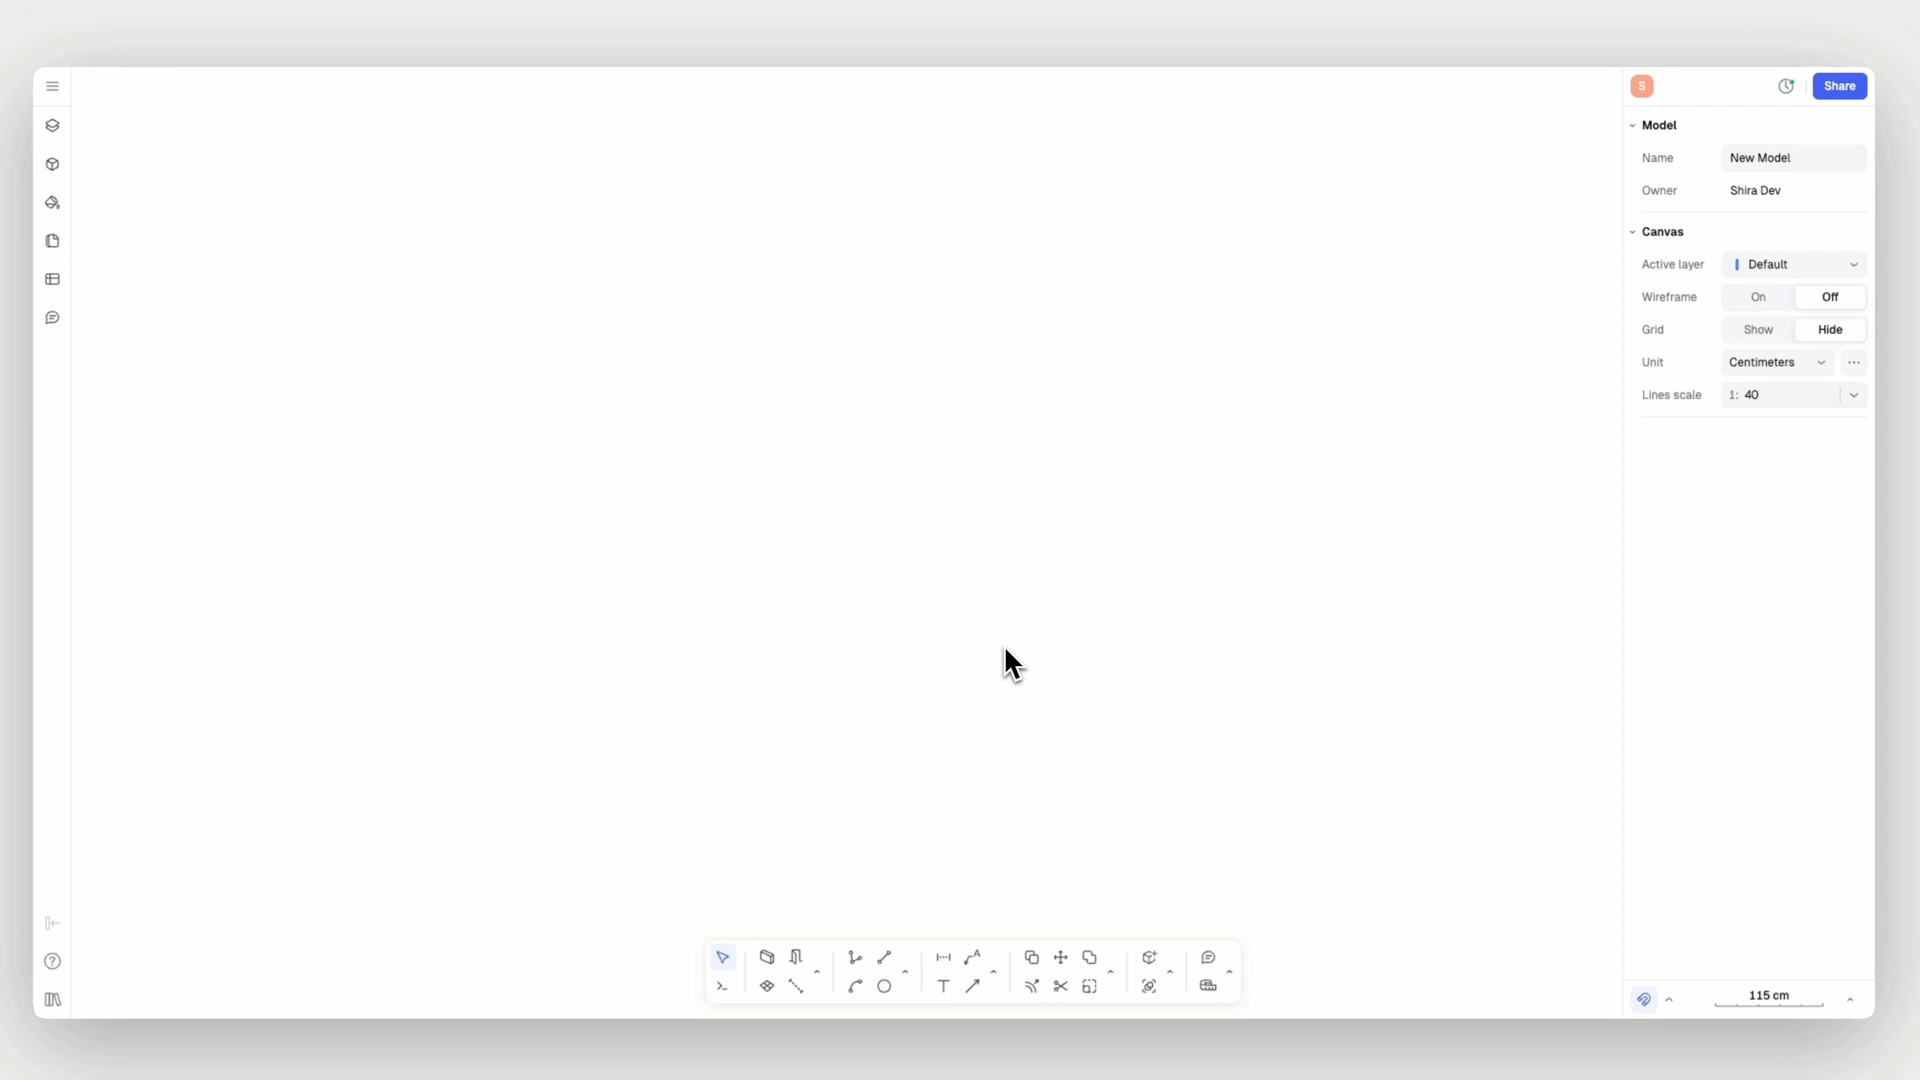 S
Share
Model
Name New Model
Owner Shira Dev
Canvas
Active layer Default
Wireframe On Off
Grid Show Hide
Unit Centimeters
Lines scale 1: 40
115 cm